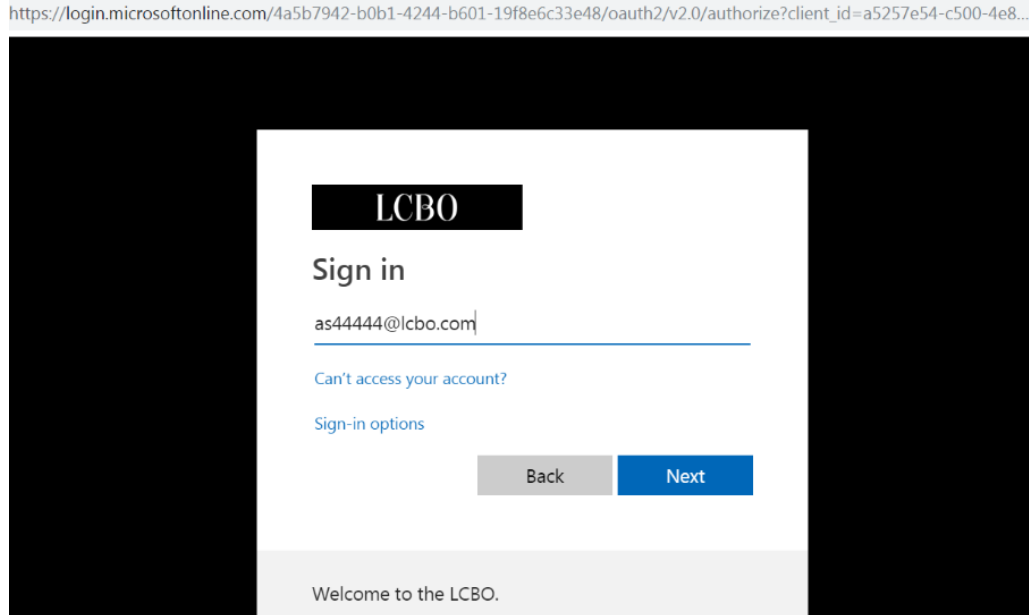 https://login.microsoftonline.com/4a5b7942-b0b1-4244-b601-19f8e6c33e48/oauth2/v2.0/authorize?client_id=a5257e54-c500-4e8...
LCBO
Sign in
as44444@lcbo.com
Can't access your account?
Sign-in options
Back Next
Welcome to the LCBO.